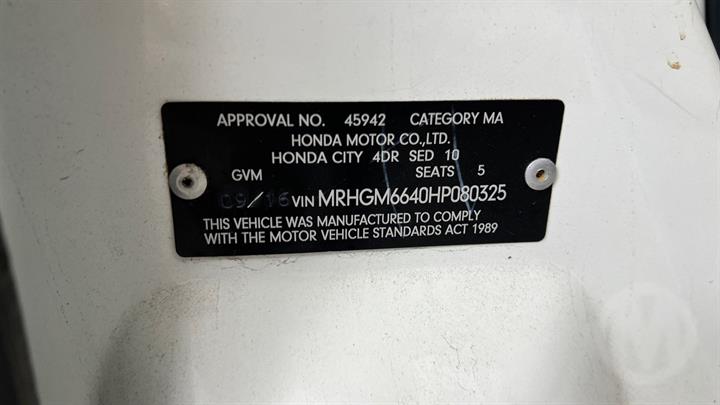 APPROVAL NO. 45942 CATEGORY MA
HONDA MOTOR CO.,LTD.
HONDA CITY 4DR SED 10
GVM SEATS 5
09/16 VIN MRHGM6640HP080325
THIS VEHICLE WAS MANUFACTURED TO COMPLY
WITH THE MOTOR VEHICLE STANDARDS ACT 1989
M